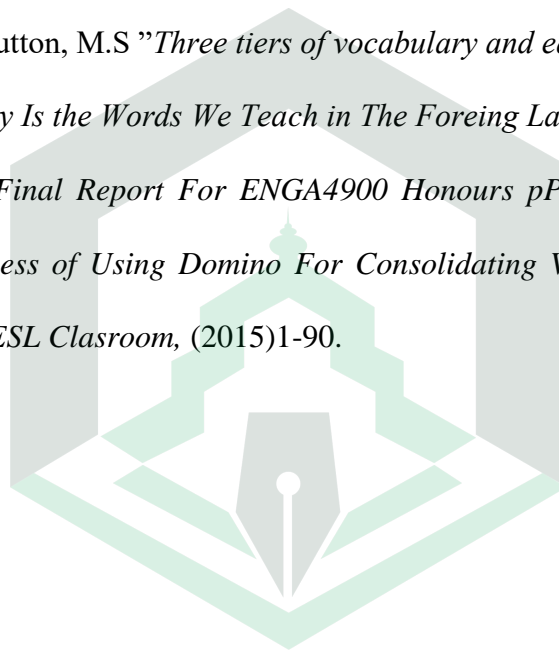 utton, M.S ”Three tiers of vocabulary and e
y Is the Words We Teach in The Foreing La
Final Report For ENGA4900 Honours pP
ess of Using Domino For Consolidating V
ESL Clasroom, (2015)1-90.